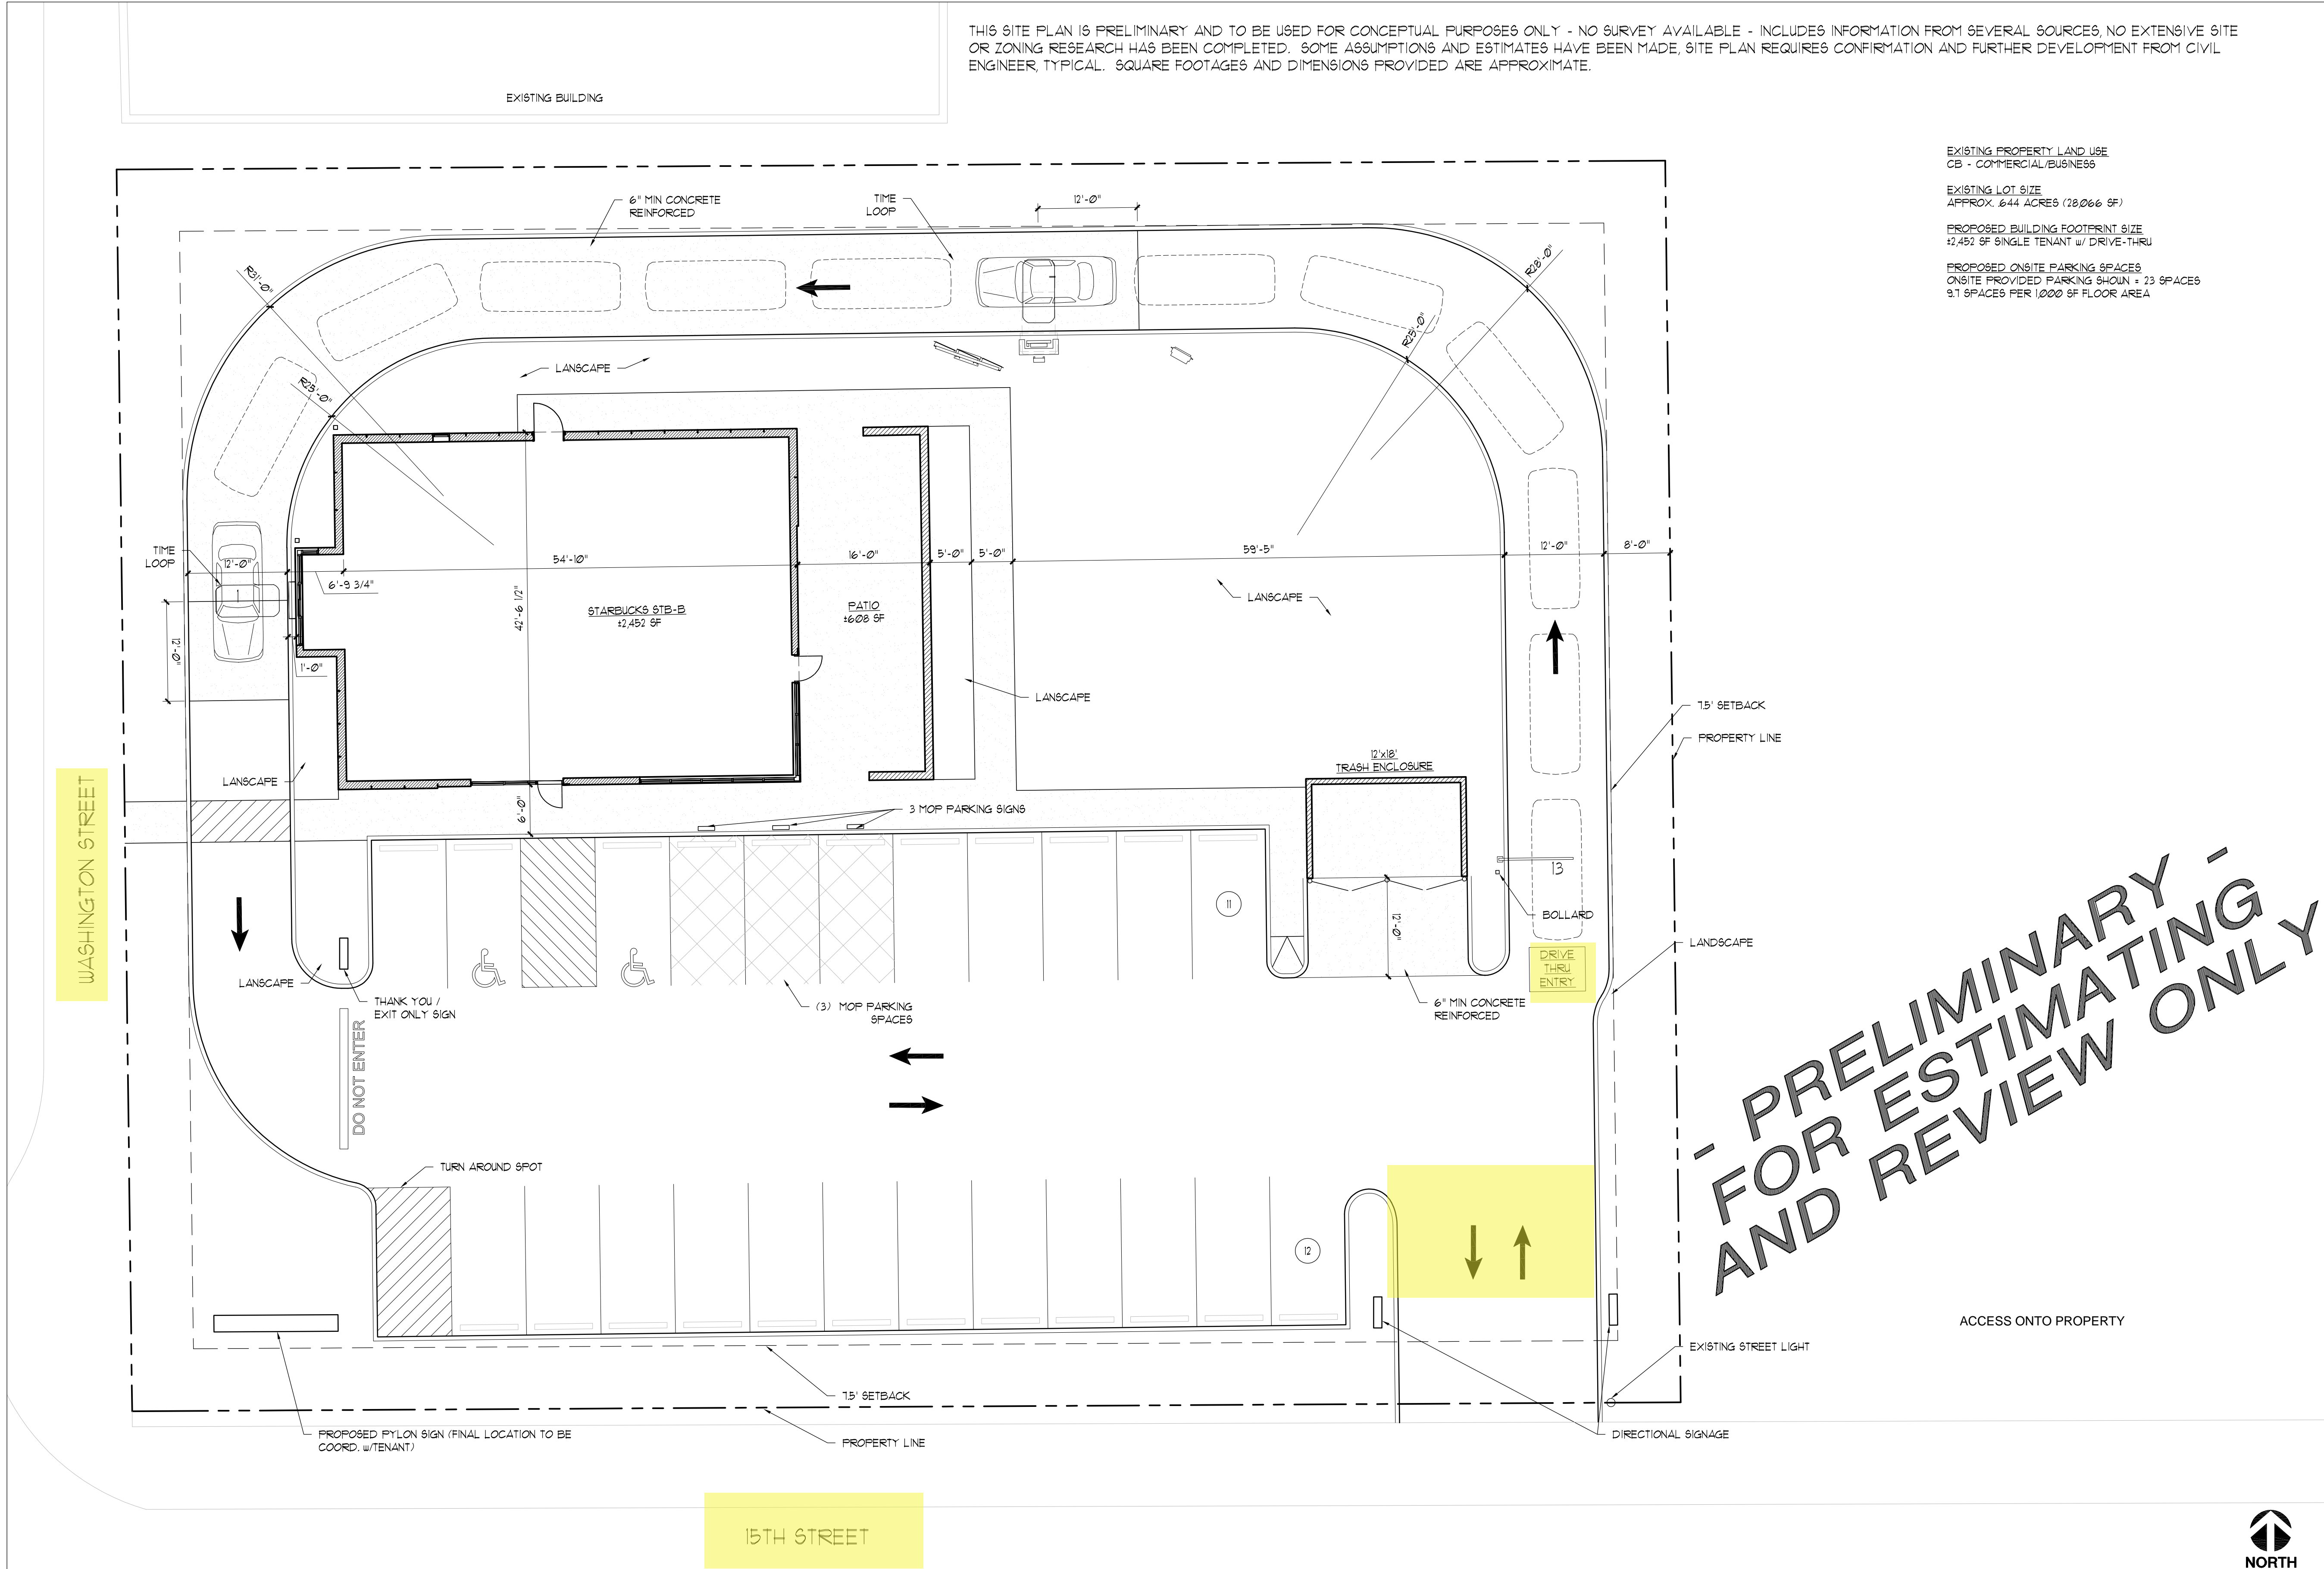 THIS SITE PLAN IS PRELIMINARY AND TO BE USED FOR CONCEPTUAL PURPOSES ONLY - NO SURVEY AVAILABLE - INCLUDES INFORMATION FROM SEVERAL SOURCES, NO EXTENSIVE SITE
OR ZONING RESEARCH HAS BEEN COMPLETED. SOME ASSUMPTIONS AND ESTIMATES HAVE BEEN MADE, SITE PLAN REQUIRES CONFIRMATION AND FURTHER DEVELOPMENT FROM CIVIL
ENGINEER, TYPICAL. SQUARE FOOTAGES AND DIMENSIONS PROVIDED ARE APPROXIMATE.
EXISTING BUILDING
EXISTING PROPERTY LAND USE
CB - COMMERCIAL/BUSINESS
EXISTING LOT SIZE
APPROX. .644 ACRES (28,066 SF)
PROPOSED BUILDING FOOTPRINT SIZE
±2,452 SF SINGLE TENANT w/ DRIVE-THRU
PROPOSED ONSITE PARKING SPACES
ONSITE PROVIDED PARKING SHOWN = 23 SPACES
9.7 SPACES PER 1,000 SF FLOOR AREA
6" MIN CONCRETE
REINFORCED
TIME
LOOP
12'-0"
R31'-0"
R28'-0"
R25'-0"
R25'-0"
LANSCAPE
TIME
LOOP
12'-0"
6'-9 3/4"
54'-10"
16'-0"
5'-0"
5'-0"
59'-5"
12'-0"
8'-0"
1
42'-6 1/2"
STARBUCKS STB-B
±2,452 SF
PATIO
±608 SF
LANSCAPE
12'-0"
1'-0"
LANSCAPE
7.5' SETBACK
PROPERTY LINE
12'x18'
TRASH ENCLOSURE
LANSCAPE
6'-0"
3 MOP PARKING SIGNS
WASHINGTON STREET
13
11
BOLLARD
12'-0"
LANDSCAPE
DRIVE
THRU
ENTRY
LANSCAPE
THANK YOU /
EXIT ONLY SIGN
(3) MOP PARKING
SPACES
6" MIN CONCRETE
REINFORCED
DO NOT ENTER
- PRELIMINARY -
FOR ESTIMATING
AND REVIEW ONLY
TURN AROUND SPOT
12
ACCESS ONTO PROPERTY
EXISTING STREET LIGHT
7.5' SETBACK
PROPOSED PYLON SIGN (FINAL LOCATION TO BE
COORD. w/TENANT)
PROPERTY LINE
DIRECTIONAL SIGNAGE
15TH STREET
NORTH